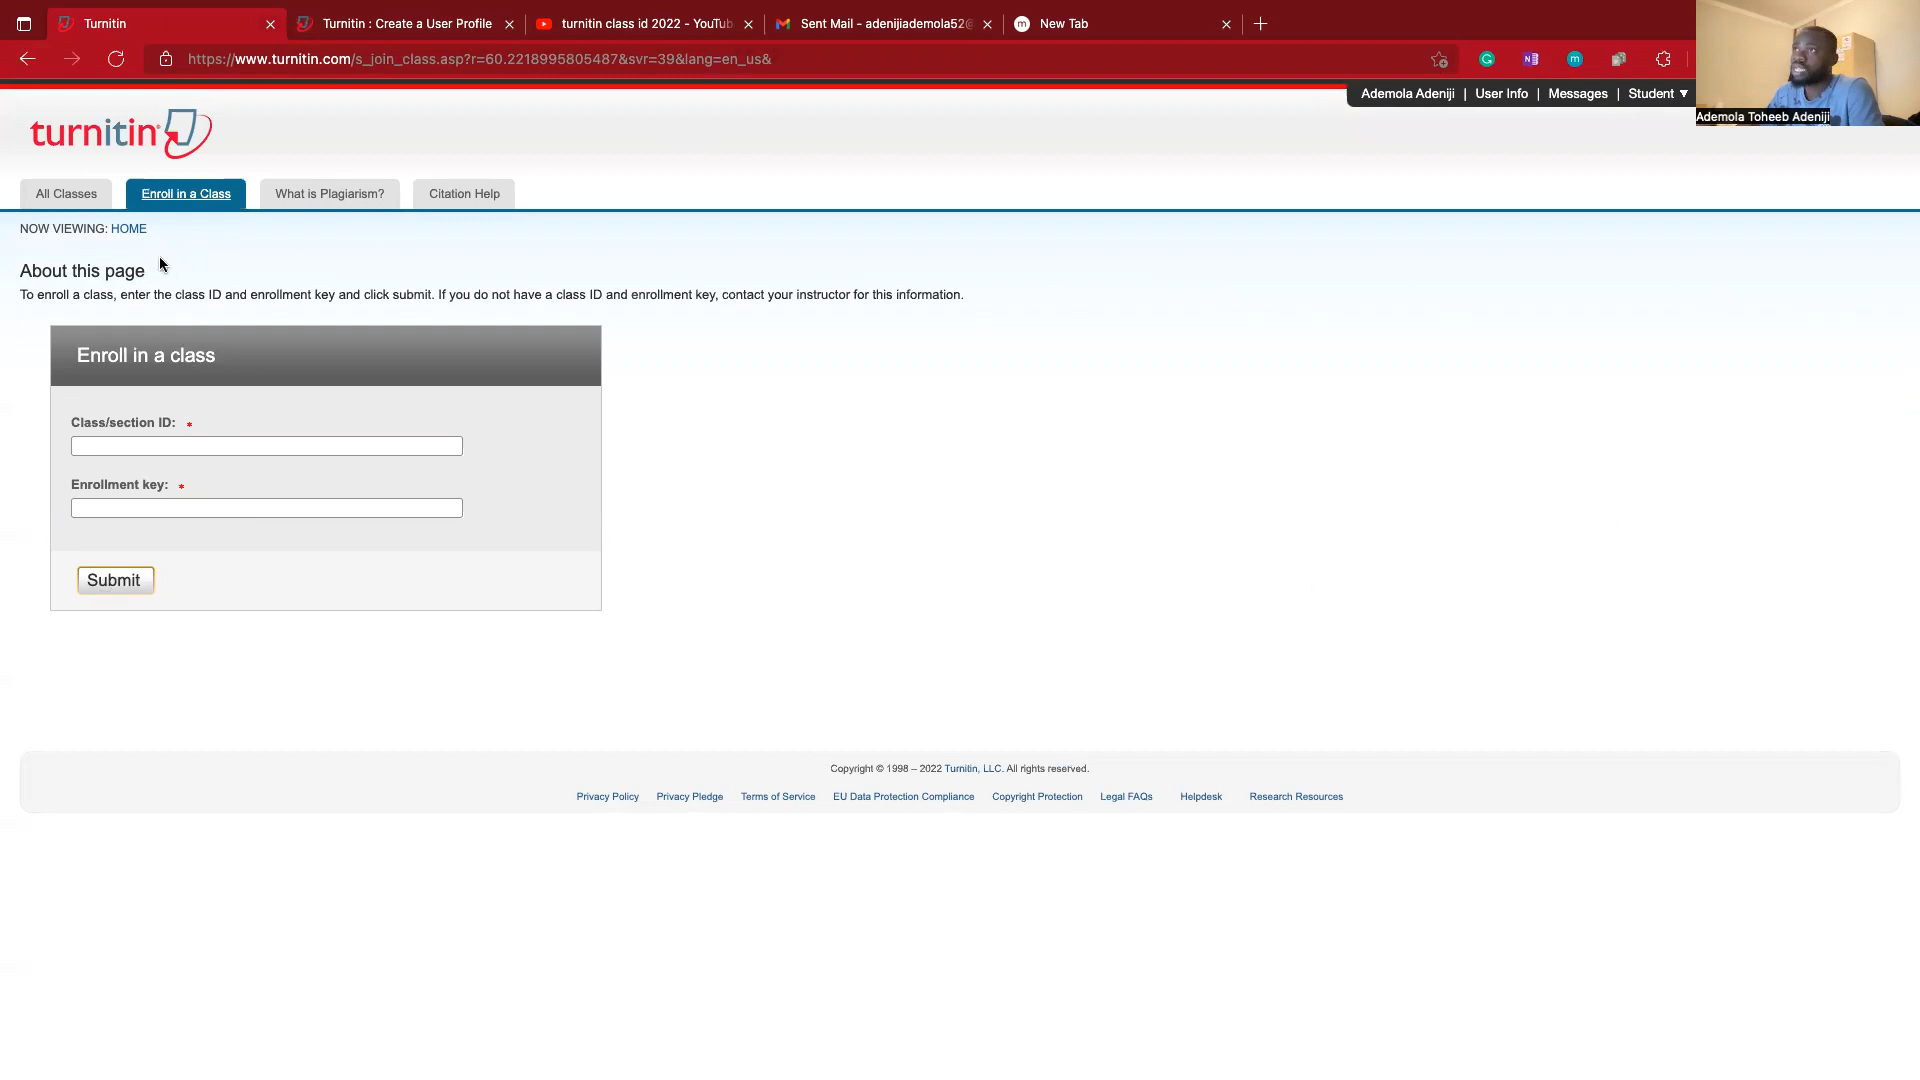 Turnitin
Turnitin : Create a User Profile
turnitin class id 2022 - YouTub
Sent Mail - adenijiademola52@
New Tab
https://www.turnitin.com/s_join_class.asp?r=60.2218995805487&svr=39&lang=en_us&
Ademola Adeniji | User Info | Messages | Student ▼
Ademola Toheeb Adeniji
turnitin
All Classes
Enroll in a Class
What is Plagiarism?
Citation Help
NOW VIEWING: HOME
About this page
To enroll a class, enter the class ID and enrollment key and click submit. If you do not have a class ID and enrollment key, contact your instructor for this information.
Enroll in a class
Class/section ID: *
Enrollment key: *
Submit
Copyright © 1998 – 2022 Turnitin, LLC. All rights reserved.
Privacy Policy Privacy Pledge Terms of Service EU Data Protection Compliance Copyright Protection Legal FAQs Helpdesk Research Resources